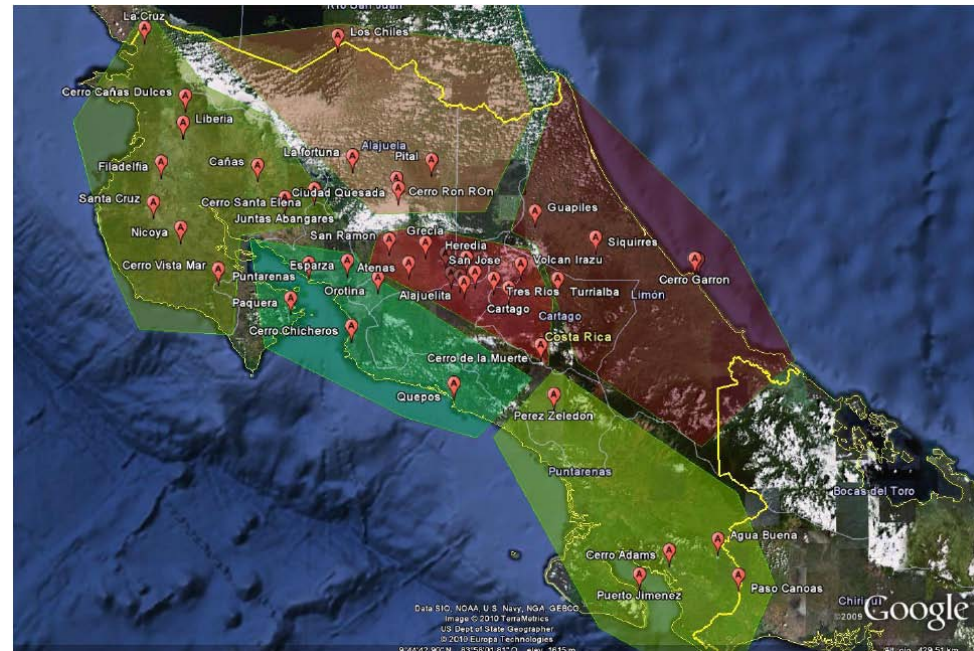 Rio San Juan
La Cruz
Los Chiles
Cerro Cañas Dulces
Liberia
La fortuna
Alajuela
Pital
Filadelfia
Cañas
Ciudad Quesada
Cerro Ron ROn
Santa Cruz
Cerro Santa Elena
Juntas Abangares
Guapiles
Nicoya
San Ramon
Grecia
Heredia
Siquirres
Cerro Vista Mar
Puntarenas
Esparza
Atenas
San Jose
Volcan Irazu
Cerro Garron
Paquera
Orotina
Alajuelita
Tres Rios
Turrialba
Limón
Cartago
Cartago
Cerro Chicheros
Costa Rica
Cerro de la Muerte
Quepos
Perez Zeledon
Puntarenas
Bocas del Toro
Agua Buena
Cerro Adams
Paso Canoas
Puerto Jimenez
Chiriqui
Data SIO, NOAA, U.S. Navy, NGA, GEBCO
Image © 2010 TerraMetrics
US Dept of State Geographer
© 2010 Europa Technologies
©2009 Google